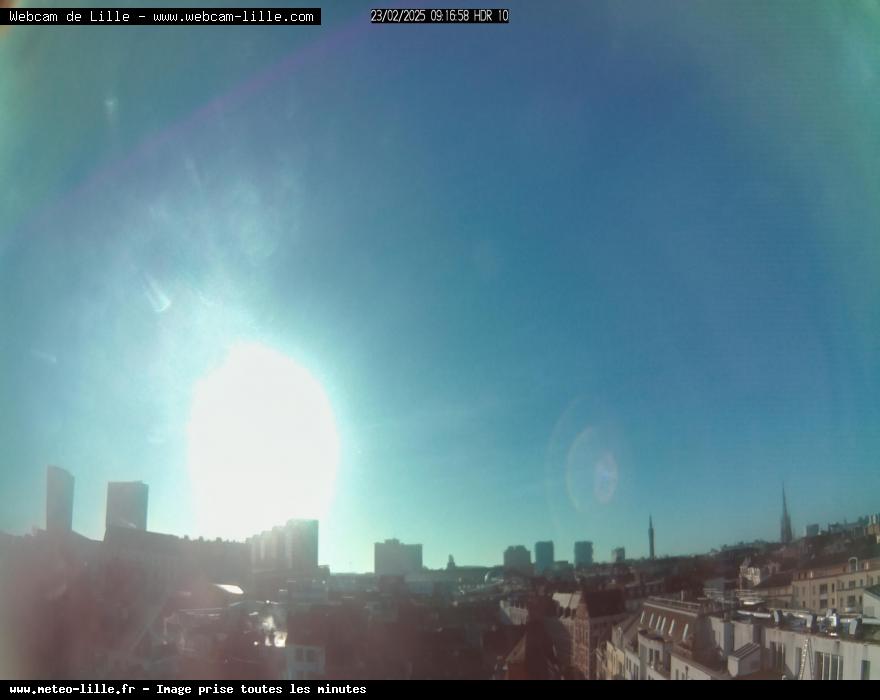 Webcam de Lille - www.webcam-lille.com
23/02/2025 09:16:58 HDR 10
www.meteo-lille.fr - Image prise toutes les minutes